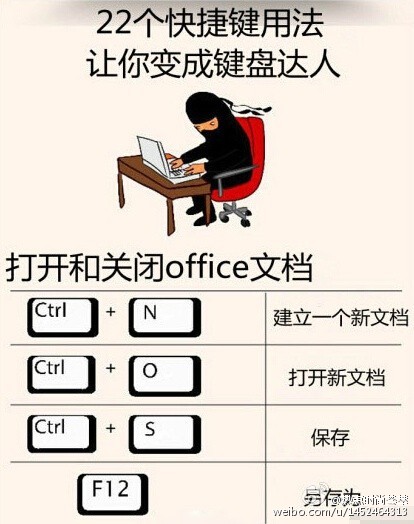 22个快捷键用法
让你变成键盘达人
打开和关闭office文档
Ctrl + N 建立一个新文档
Ctrl + O 打开新文档
Ctrl + S 保存
F12 另存为
weibo.com/u/1452464313